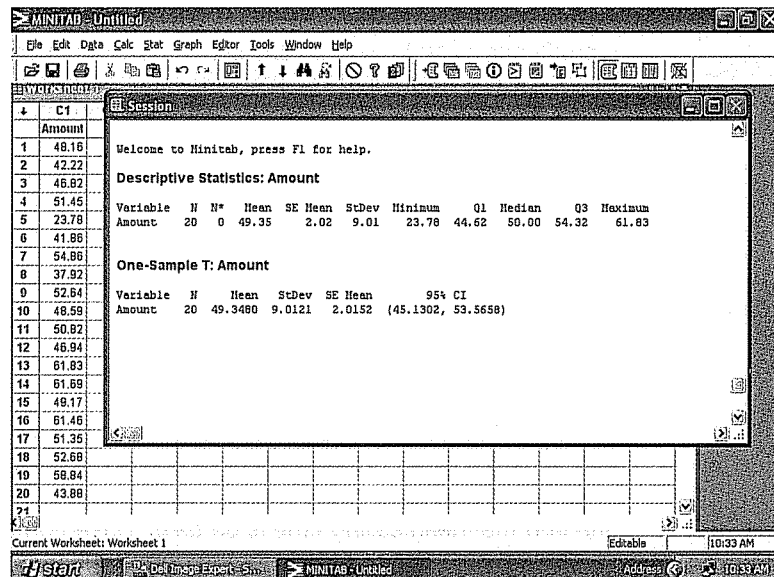 MINITAB - Untitled
File Edit Data Calc Stat Graph Editor Tools Window Help
Worksheet 1
↓ C1
Amount
1 48.16
2 42.22
3 46.82
4 51.45
5 23.78
6 41.86
7 54.86
8 37.92
9 52.64
10 48.59
11 50.82
12 46.94
13 61.83
14 61.69
15 49.17
16 61.46
17 51.35
18 52.68
19 58.84
20 43.88
21
Session
Welcome to Minitab, press F1 for help.
Descriptive Statistics: Amount
Variable N N* Mean SE Mean StDev Minimum Q1 Median Q3 Maximum
Amount 20 0 49.35 2.02 9.01 23.78 44.62 50.00 54.32 61.83
One-Sample T: Amount
Variable N Mean StDev SE Mean 95% CI
Amount 20 49.3480 9.0121 2.0152 (45.1302, 53.5658)
Current Worksheet: Worksheet 1
Editable
10:33 AM
start
Dell Image Expert - S...
MINITAB - Untitled
Address
10:33 AM